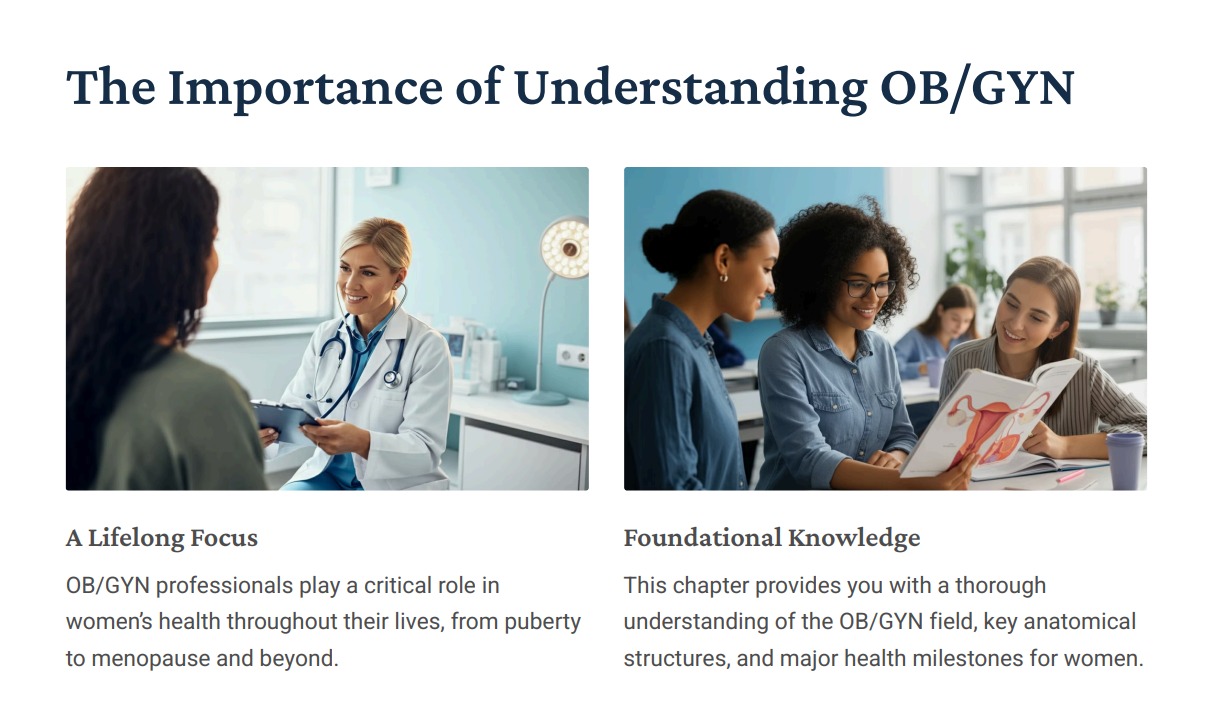 The Importance of Understanding OB/GYN
A Lifelong Focus
OB/GYN professionals play a critical role in
women’s health throughout their lives, from puberty
to menopause and beyond.
Foundational Knowledge
This chapter provides you with a thorough
understanding of the OB/GYN field, key anatomical
structures, and major health milestones for women.